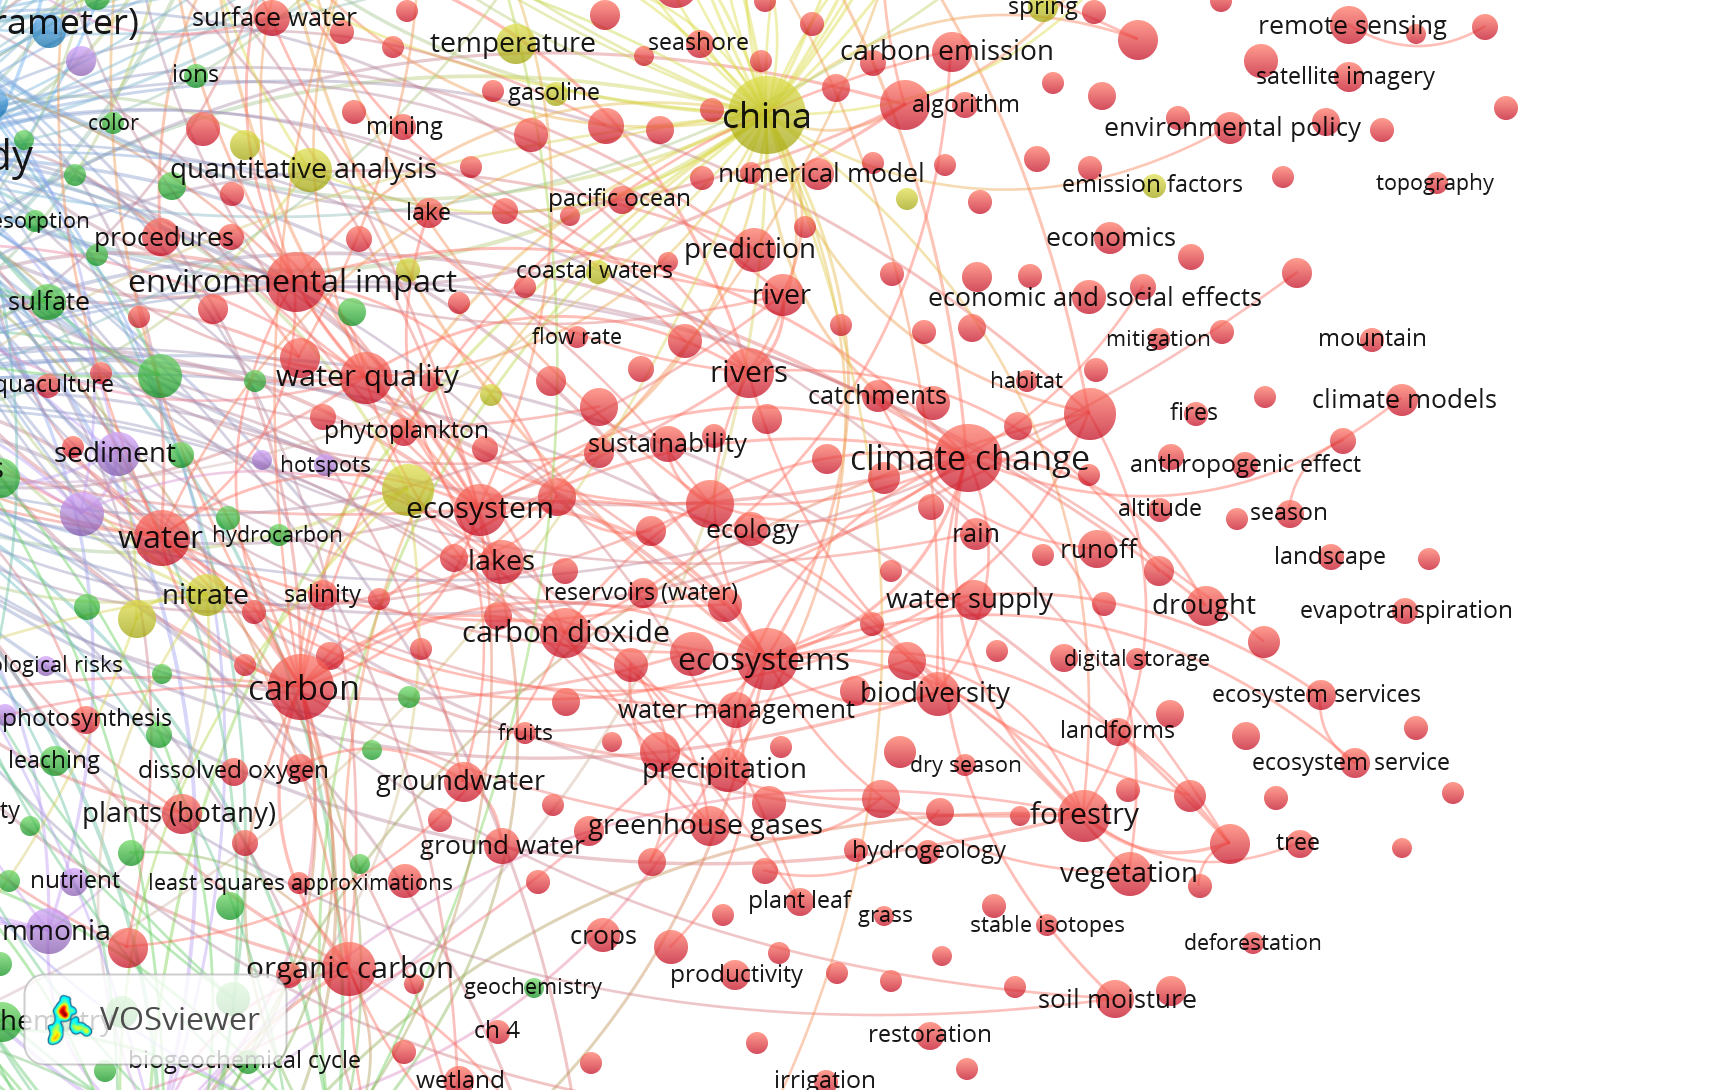 spring
surface water
remote sensing
rameter)
temperature
seashore
carbon emission
ions
satellite imagery
gasoline
algorithm
china
color
mining
environmental policy
dy
quantitative analysis
numerical model
emission factors
topography
pacific ocean
lake
esorption
procedures
economics
prediction
coastal waters
environmental impact
river
economic and social effects
sulfate
flow rate
mitigation
mountain
rivers
water quality
habitat
quaculture
catchments
climate models
fires
phytoplankton
sustainability
sediment
climate change
hotspots
anthropogenic effect
s
ecosystem
altitude
season
ecology
water
hydrocarbon
rain
runoff
lakes
landscape
nitrate
salinity
reservoirs (water)
water supply
drought
evapotranspiration
carbon dioxide
ological risks
ecosystems
digital storage
carbon
biodiversity
ecosystem services
water management
photosynthesis
fruits
landforms
leaching
dissolved oxygen
precipitation
dry season
ecosystem service
groundwater
ty
plants (botany)
greenhouse gases
forestry
ground water
hydrogeology
tree
nutrient
least squares approximations
vegetation
plant leaf
grass
stable isotopes
mmonia
crops
deforestation
organic carbon
productivity
geochemistry
soil moisture
hemistry
VOSviewer
ch 4
restoration
biogeochemical cycle
wetland
irrigation